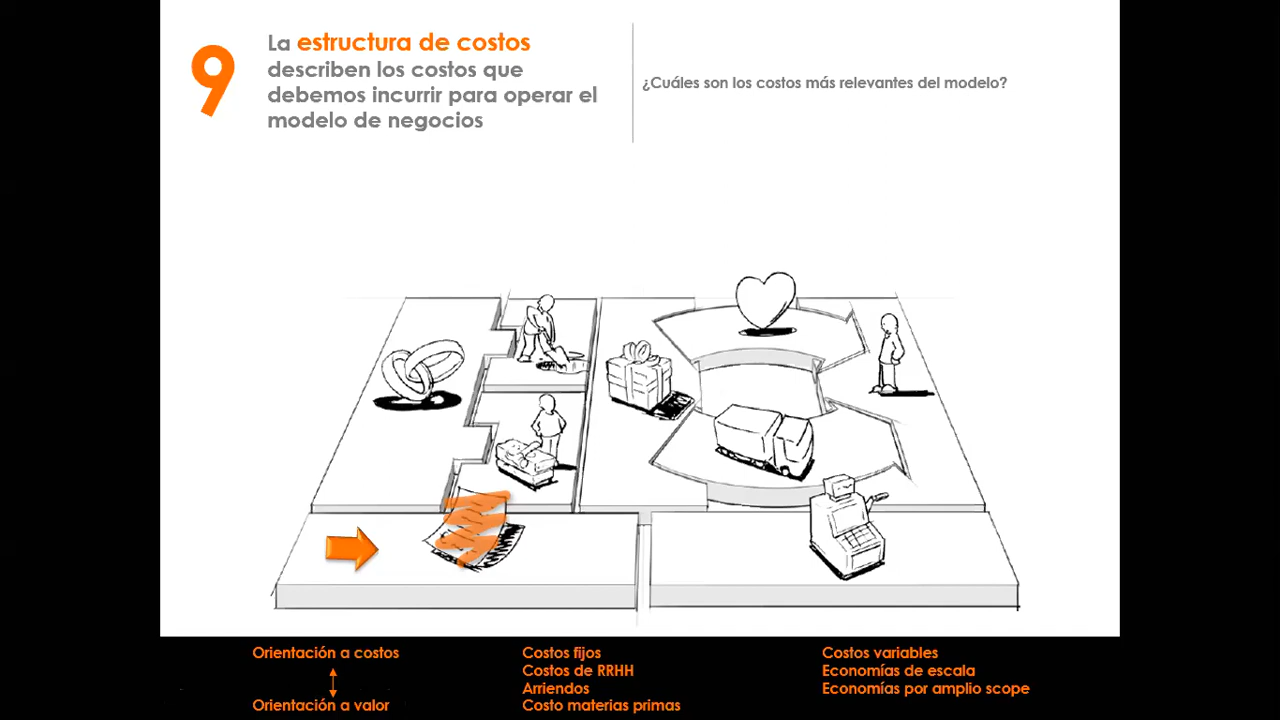 9
La estructura de costos
describen los costos que
debemos incurrir para operar el
modelo de negocios
¿Cuáles son los costos más relevantes del modelo?
Orientación a costos
Orientación a valor
Costos fijos
Costos de RRHH
Arriendos
Costo materias primas
Costos variables
Economías de escala
Economías por amplio scope